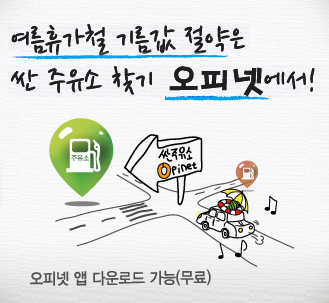 여름휴가철 기름값 절약은
싼 주유소 찾기 오피넷에서!
주유소
싼주유소
Opinet
오피넷 앱 다운로드 가능(무료)